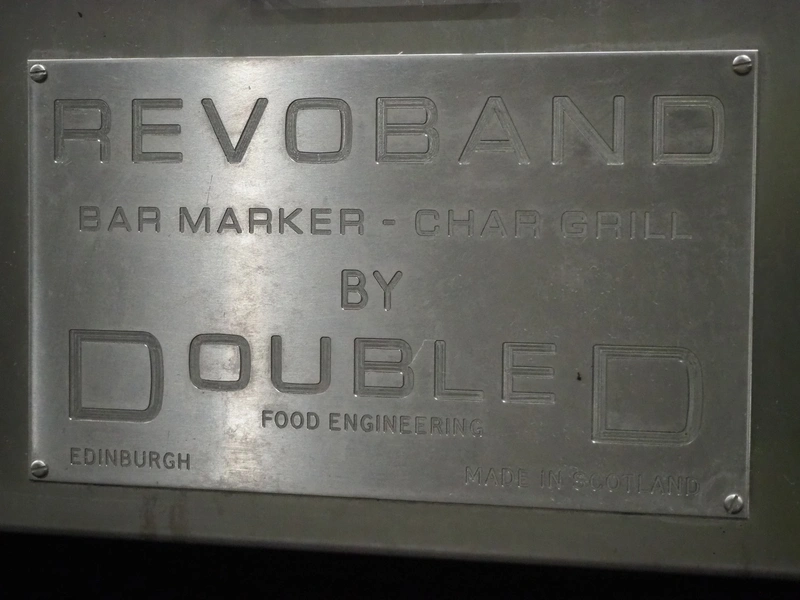 REVOBAND
BAR MARKER - CHAR GRILL
BY
DOUBLE D
FOOD ENGINEERING
EDINBURGH
MADE IN SCOTLAND